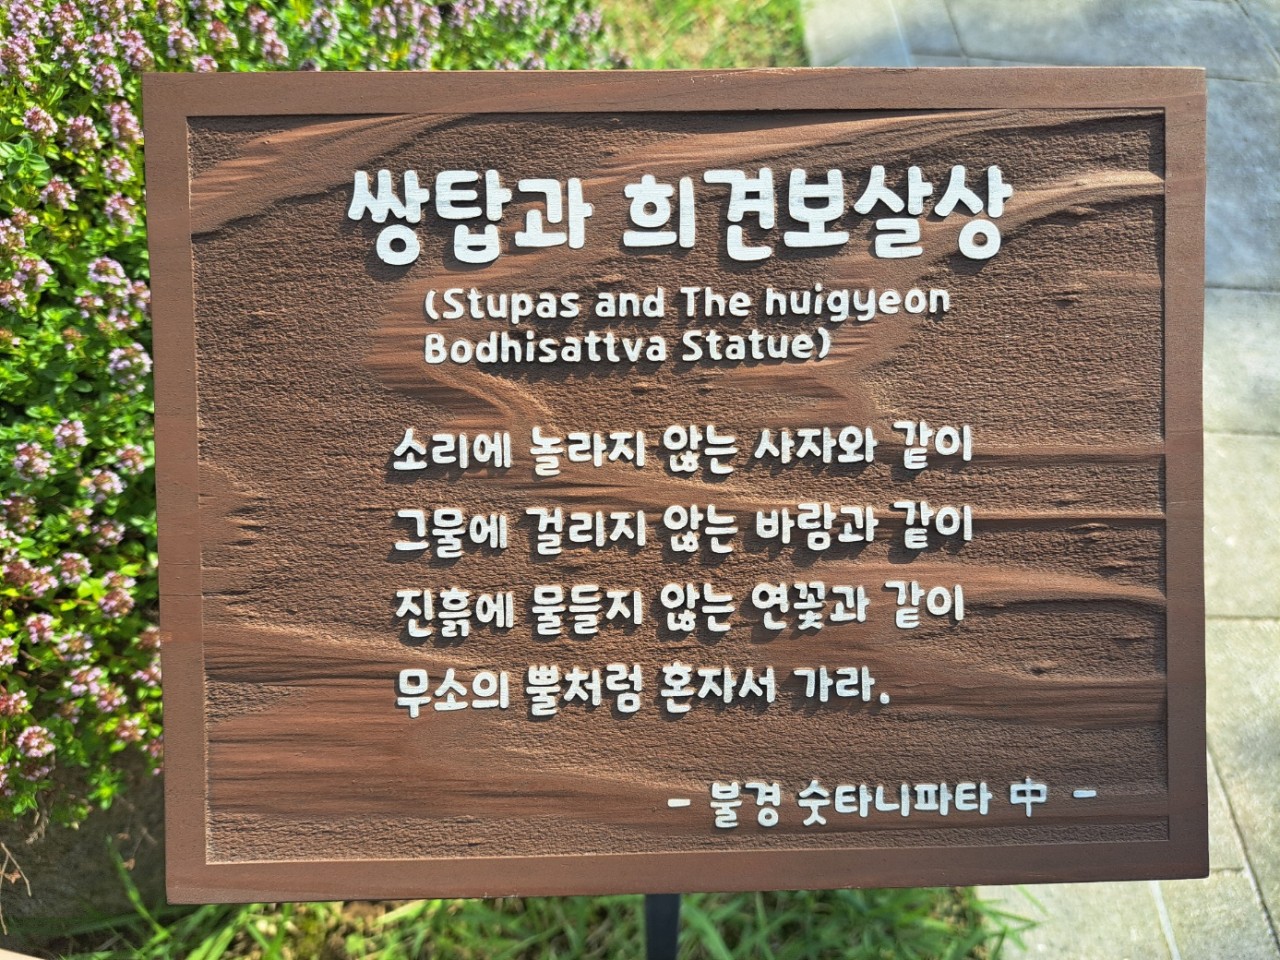 쌍탑과 희견보살상
(Stupas and The huigyeon
Bodhisattva Statue)
소리에 놀라지 않는 사자와 같이
그물에 걸리지 않는 바람과 같이
진흙에 물들지 않는 연꽃과 같이
무소의 뿔처럼 혼자서 가라.
- 불경 숫타니파타 中 -